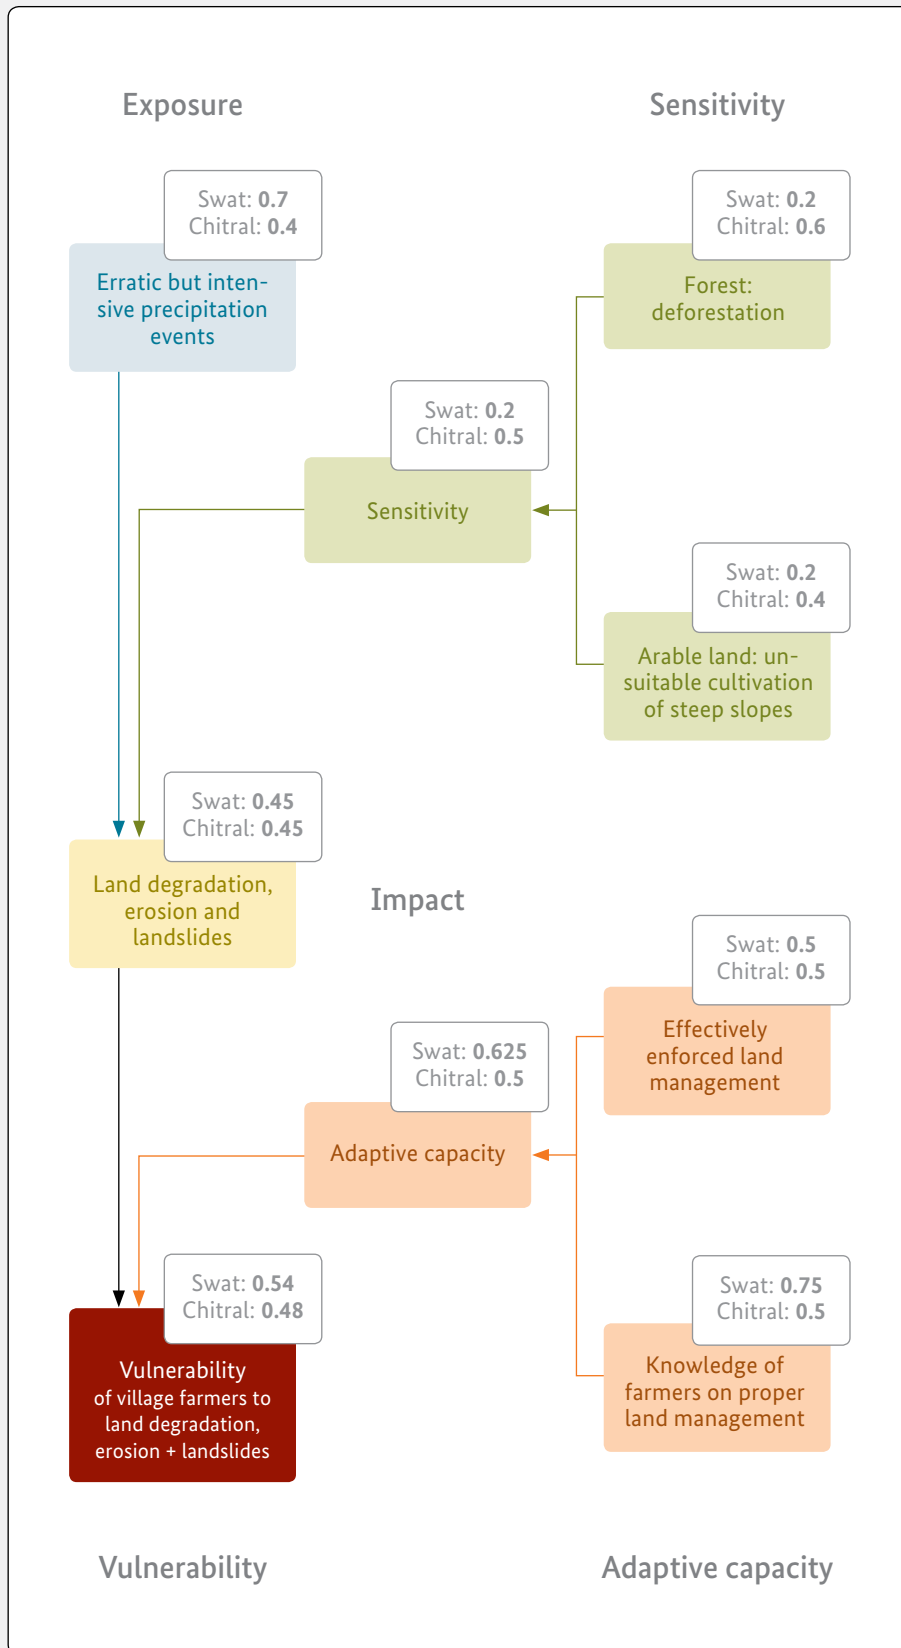 Exposure
Sensitivity
Swat: 0.7
Chitral: 0.4
Erratic but inten-
sive precipitation
events
Swat: 0.2
Chitral: 0.6
Forest:
deforestation
Swat: 0.2
Chitral: 0.5
Sensitivity
Swat: 0.2
Chitral: 0.4
Arable land: un-
suitable cultivation
of steep slopes
Swat: 0.45
Chitral: 0.45
Land degradation,
erosion and
landslides
Impact
Swat: 0.5
Chitral: 0.5
Effectively
enforced land
management
Swat: 0.625
Chitral: 0.5
Adaptive capacity
Swat: 0.54
Chitral: 0.48
Vulnerability
of village farmers to
land degradation,
erosion + landslides
Swat: 0.75
Chitral: 0.5
Knowledge of
farmers on proper
land management
Vulnerability
Adaptive capacity